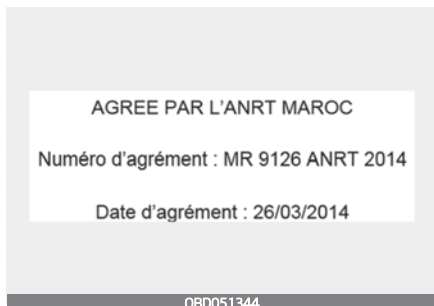 AGREE PAR L'ANRT MAROC
Numéro d'agrément : MR 9126 ANRT 2014
Date d'agrément : 26/03/2014
OBD051344